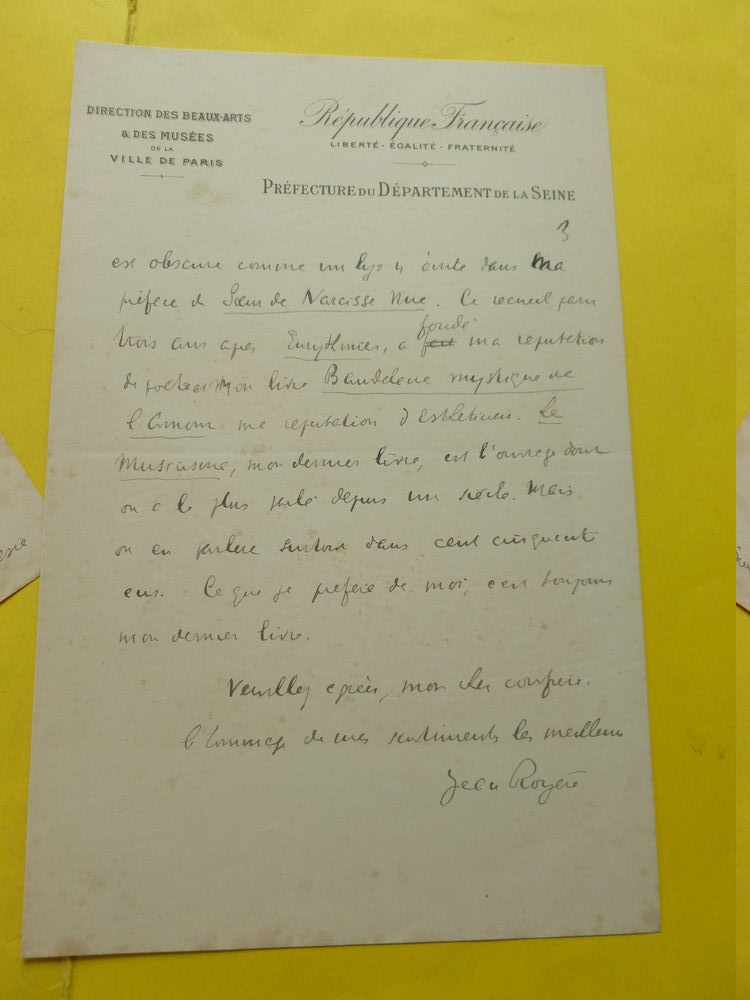 DIRECTION DES BEAUX-ARTS
& DES MUSÉES
DE LA
VILLE DE PARIS
République Française
LIBERTÉ · ÉGALITÉ · FRATERNITÉ
PRÉFECTURE DU DÉPARTEMENT DE LA SEINE
3
est obscure comme un lys écrite dans ma
préface de Sœur de Narcisse Nue. Ce recueil, paru
trois ans après Eurythmies, a fondé ma réputation
de poète mon livre Baudelaire mystique de
l'Amour ma réputation d'Esthéticien. Le
Musicisme, mon dernier livre, est l'ouvrage dont
on a le plus parlé depuis un siècle. Mais
on en parlera surtout dans cent cinquante
ans. Ce que je préfère de moi, c'est toujours
mon dernier livre.
Veuillez agréer, mon cher confrère,
l'hommage de mes sentiments les meilleurs
Jean Royère